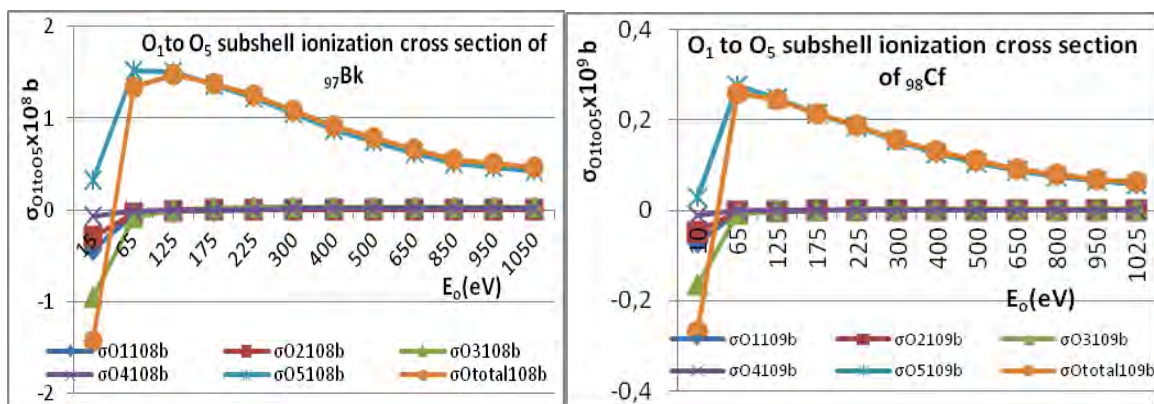 O1 to O5 subshell ionization cross section of
97Bk
σO1toO5x10^8 b
2
1
0
-1
-2
15
65
125
175
225
300
400
500
650
850
950
1050
Eo(eV)
σO1108b
σO2108b
σO3108b
σO4108b
σO5108b
σOtotal108b
O1 to O5 subshell ionization cross section
of 98Cf
σO1toO5x10^9 b
0,4
0,2
0
-0,2
-0,4
10
65
125
175
225
300
400
500
650
850
950
1025
Eo(eV)
σO1109b
σO2109b
σO3109b
σO4109b
σO5109b
σOtotal109b